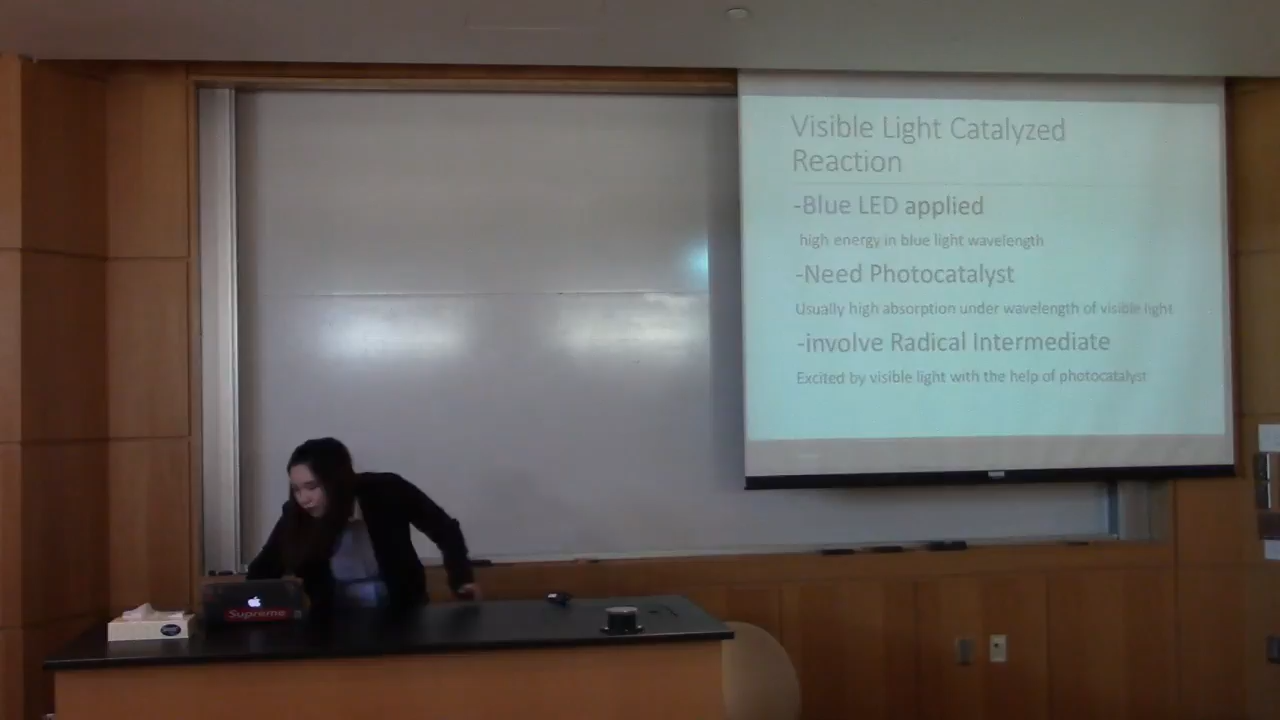 Visible Light Catalyzed
Reaction
-Blue LED applied
high energy in blue light wavelength
-Need Photocatalyst
Usually high absorption under wavelength of visible light
-involve Radical Intermediate
Excited by visible light with the help of photocatalyst
Supreme